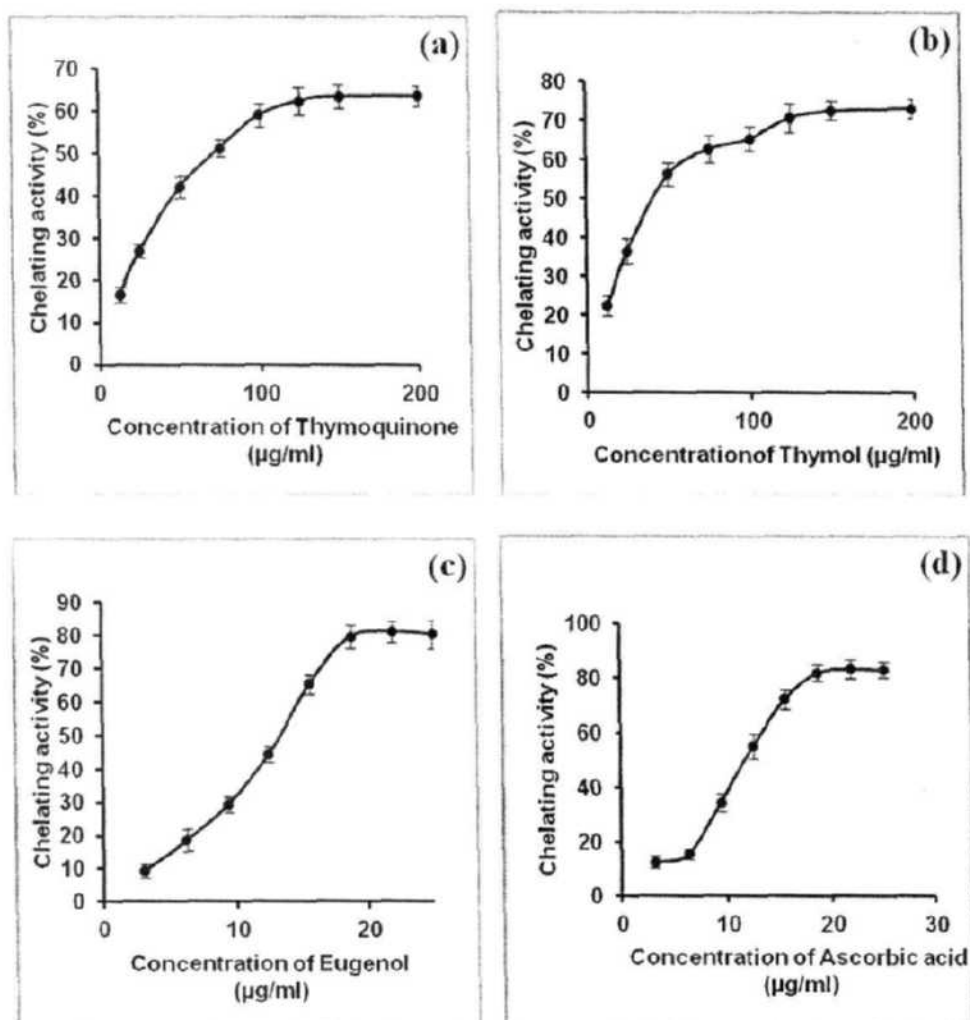 (a)
Chelating activity (%)
70
60
50
40
30
20
10
0
0 100 200
Concentration of Thymoquinone
(µg/ml)
(b)
Chelating activity (%)
80
70
60
50
40
30
20
10
0
0 100 200
Concentrationof Thymol (µg/ml)
(c)
Chelating activity (%)
90
80
70
60
50
40
30
20
10
0
0 10 20
Concentration of Eugenol
(µg/ml)
(d)
Chelating activity (%)
100
80
60
40
20
0
0 10 20 30
Concentration of Ascorbic acid
(µg/ml)